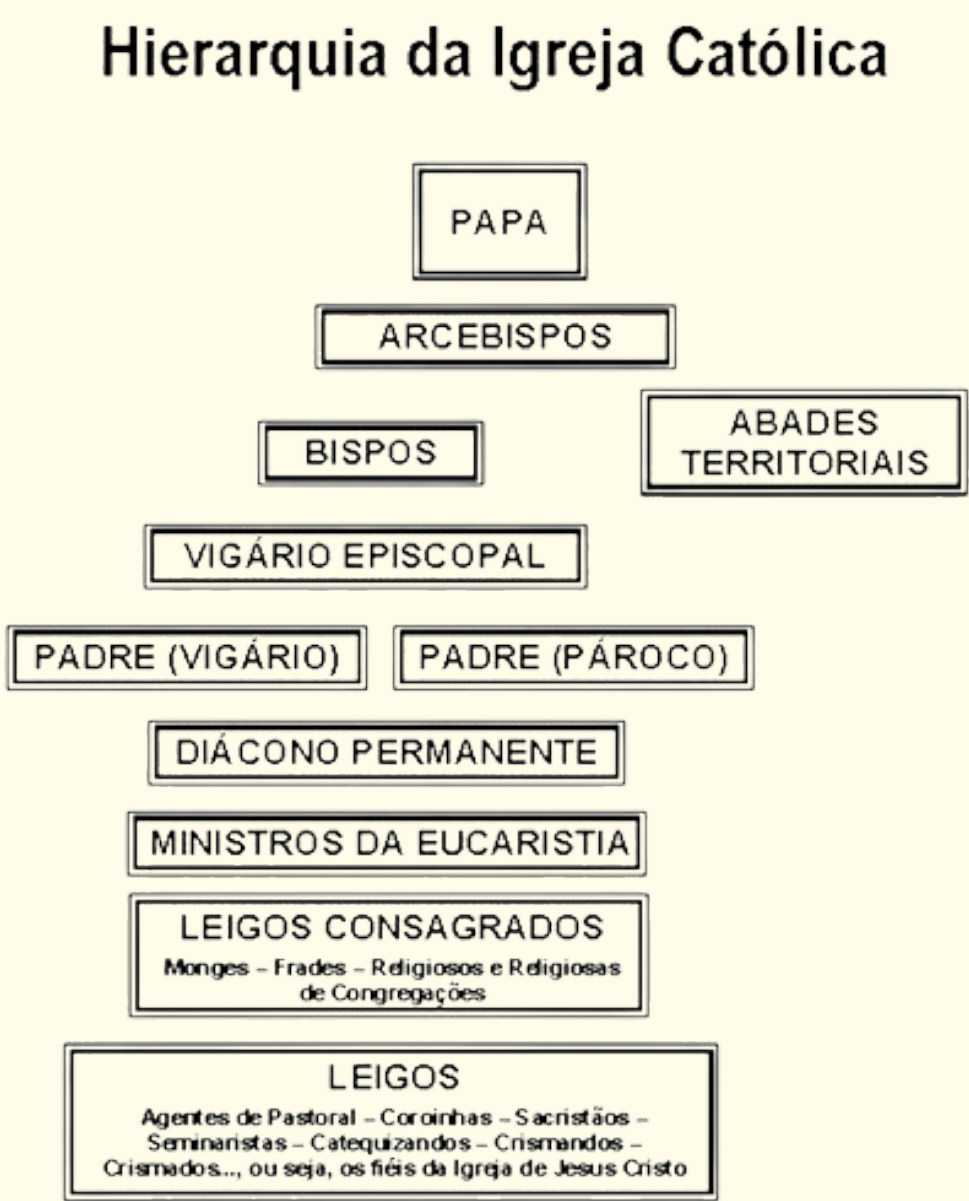 Hierarquia da Igreja Católica
PAPA
ARCEBISPOS
BISPOS
ABADES
TERRITORIAIS
VIGÁRIO EPISCOPAL
PADRE (VIGÁRIO)
PADRE (PÁROCO)
DIÁCONO PERMANENTE
MINISTROS DA EUCARISTIA
LEIGOS CONSAGRADOS
Monges – Frades – Religiosos e Religiosas
de Congregações
LEIGOS
Agentes de Pastoral – Coroinhas – Sacristãos –
Seminaristas – Catequizandos – Crismandos –
Crismados..., ou seja, os fiéis da Igreja de Jesus Cristo